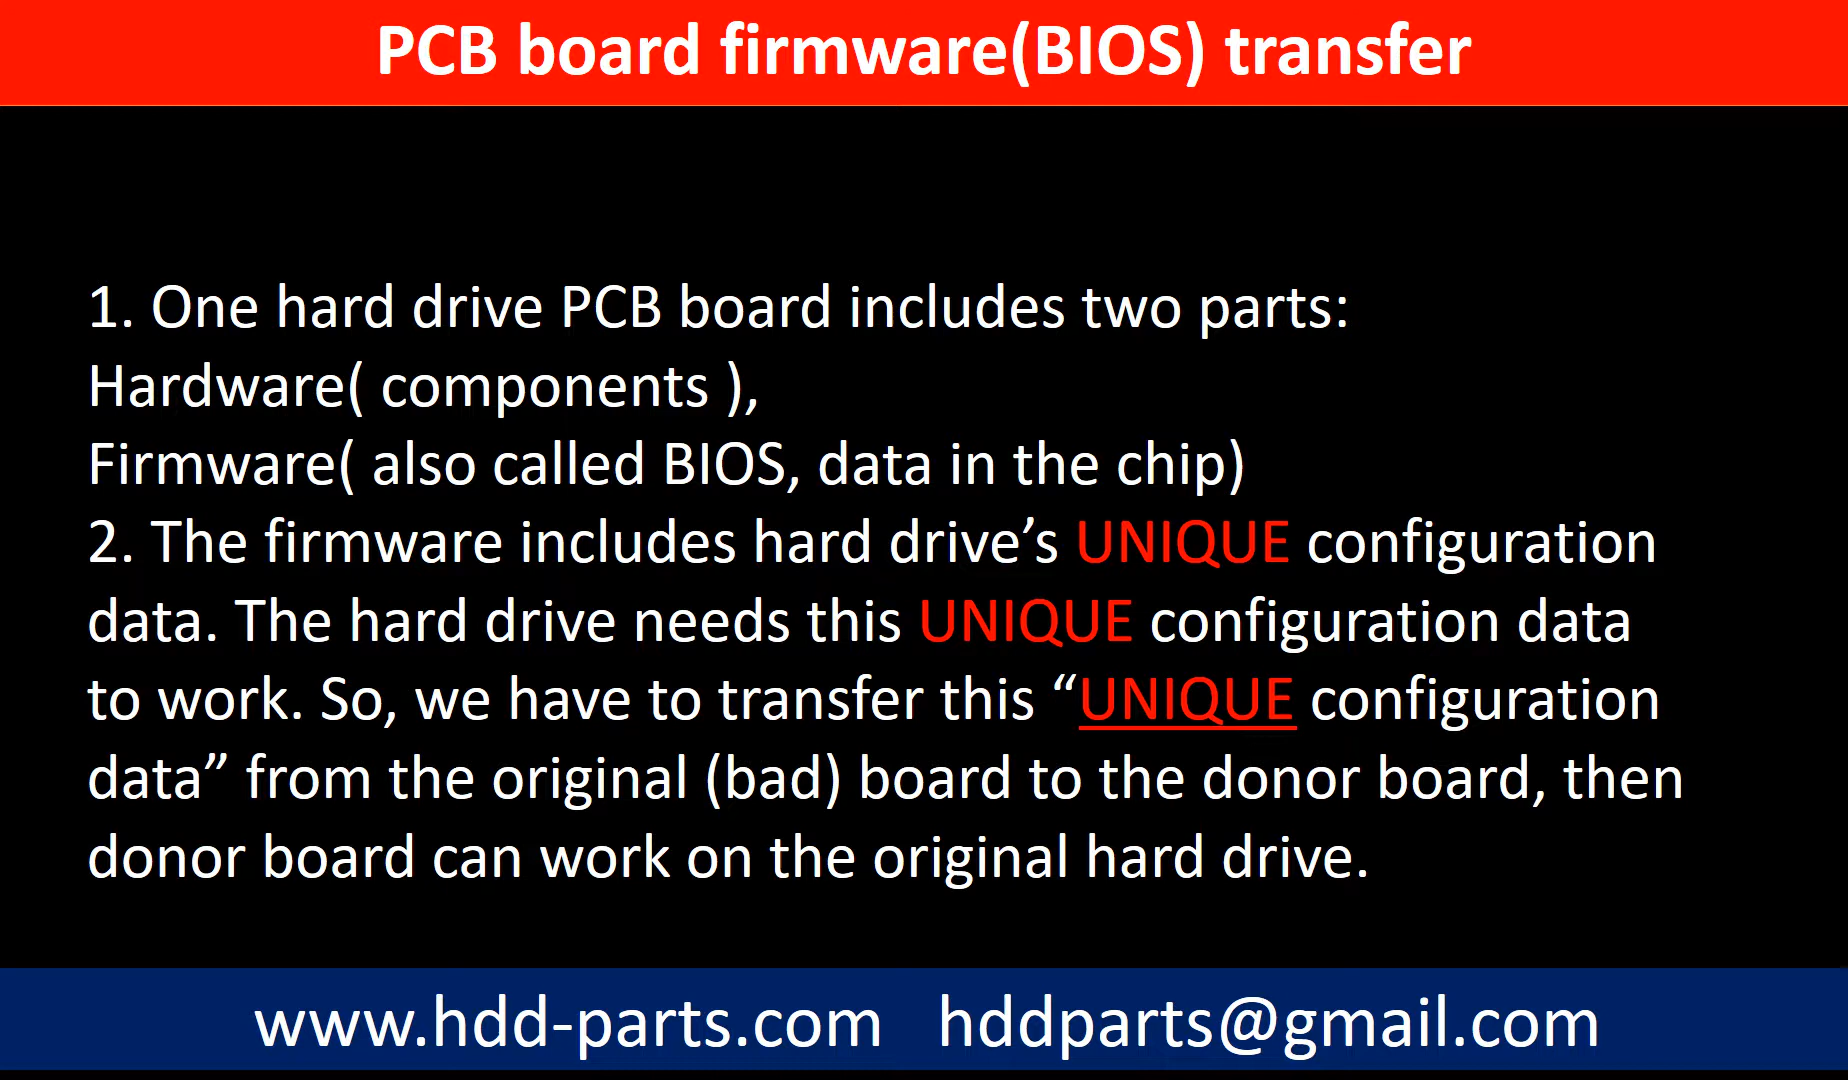 PCB board firmware(BIOS) transfer
1. One hard drive PCB board includes two parts:
Hardware( components ),
Firmware( also called BIOS, data in the chip)
2. The firmware includes hard drive’s UNIQUE configuration
data. The hard drive needs this UNIQUE configuration data
to work. So, we have to transfer this “UNIQUE configuration
data” from the original (bad) board to the donor board, then
donor board can work on the original hard drive.
www.hdd-parts.com hddparts@gmail.com